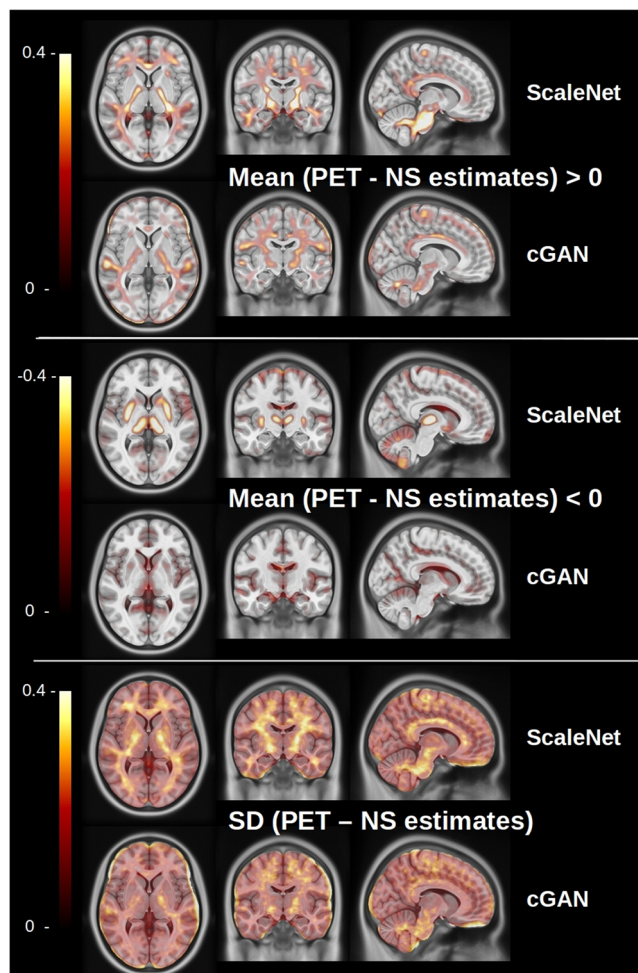 0.4 -
ScaleNet
Mean (PET - NS estimates) > 0
cGAN
0 -
-0.4 -
ScaleNet
Mean (PET - NS estimates) < 0
cGAN
0 -
0.4 -
ScaleNet
SD (PET – NS estimates)
cGAN
0 -